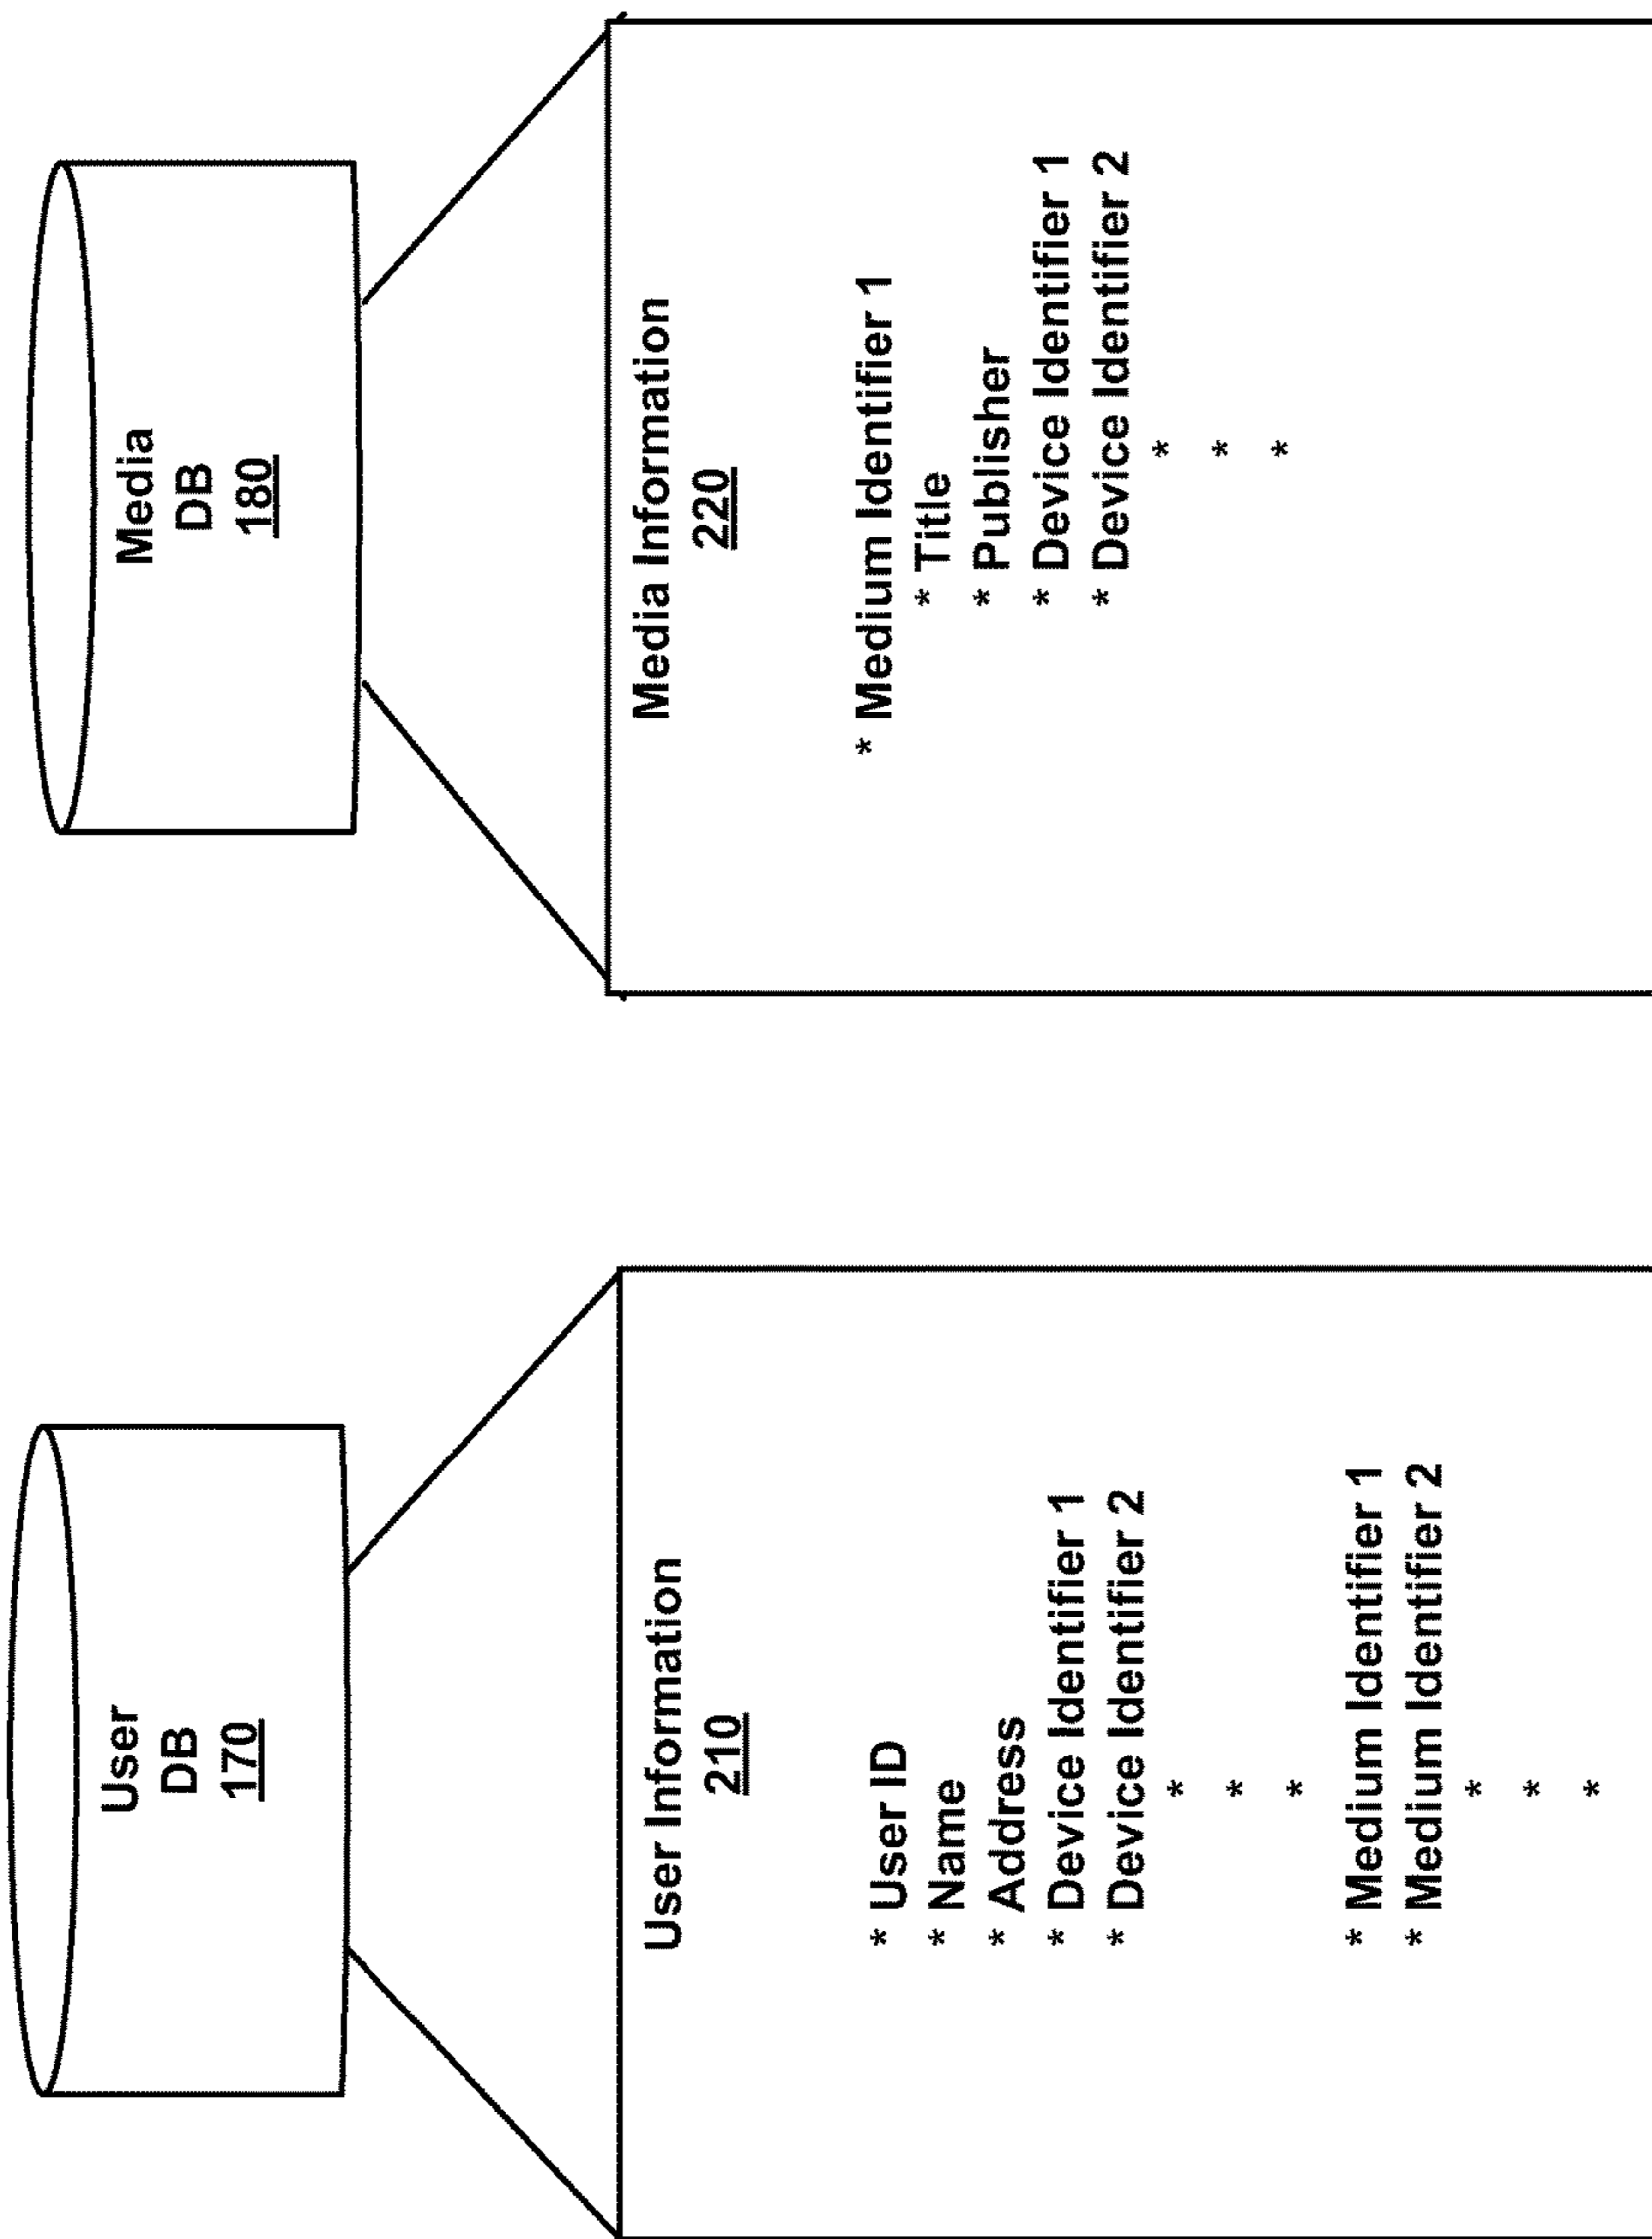 User
DB
170
User Information
210
* User ID
* Name
* Address
* Device Identifier 1
* Device Identifier 2
*
*
*
* Medium Identifier 1
* Medium Identifier 2
*
*
*
Media
DB
180
Media Information
220
* Medium Identifier 1
* Title
* Publisher
* Device Identifier 1
* Device Identifier 2
*
*
*